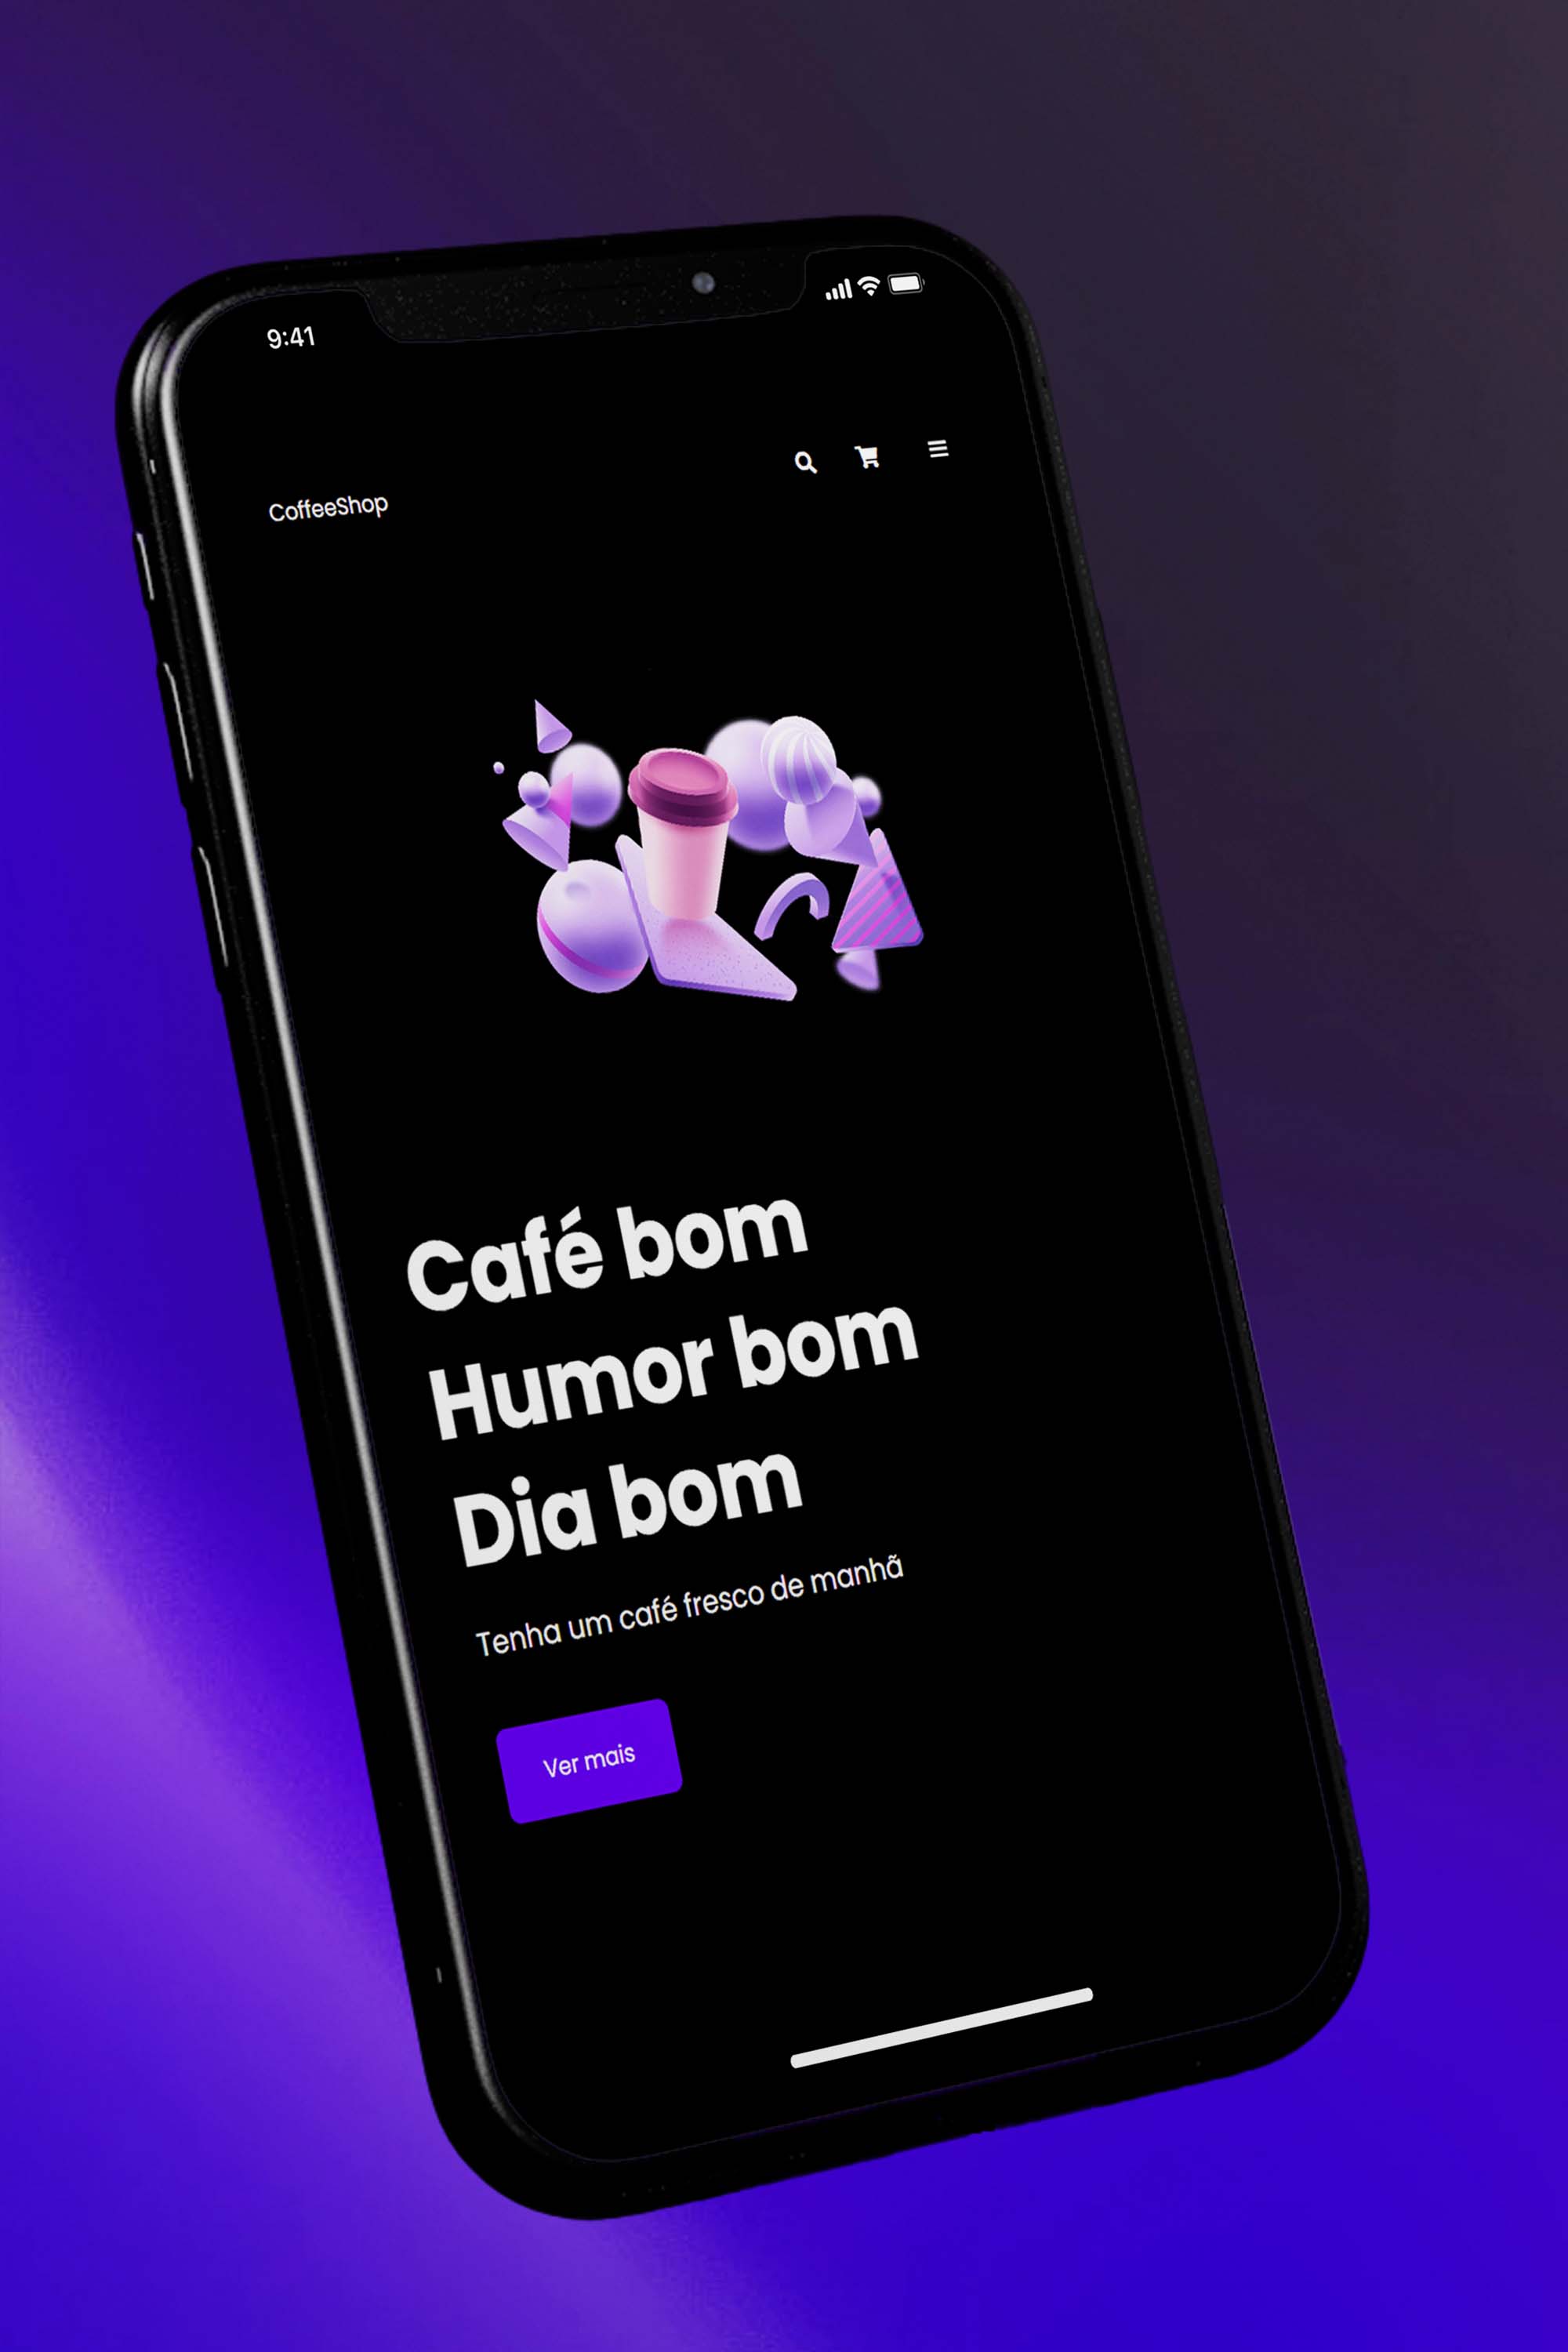 9:41
CoffeeShop
Café bom
Humor bom
Dia bom
Tenha um café fresco de manhã
Ver mais